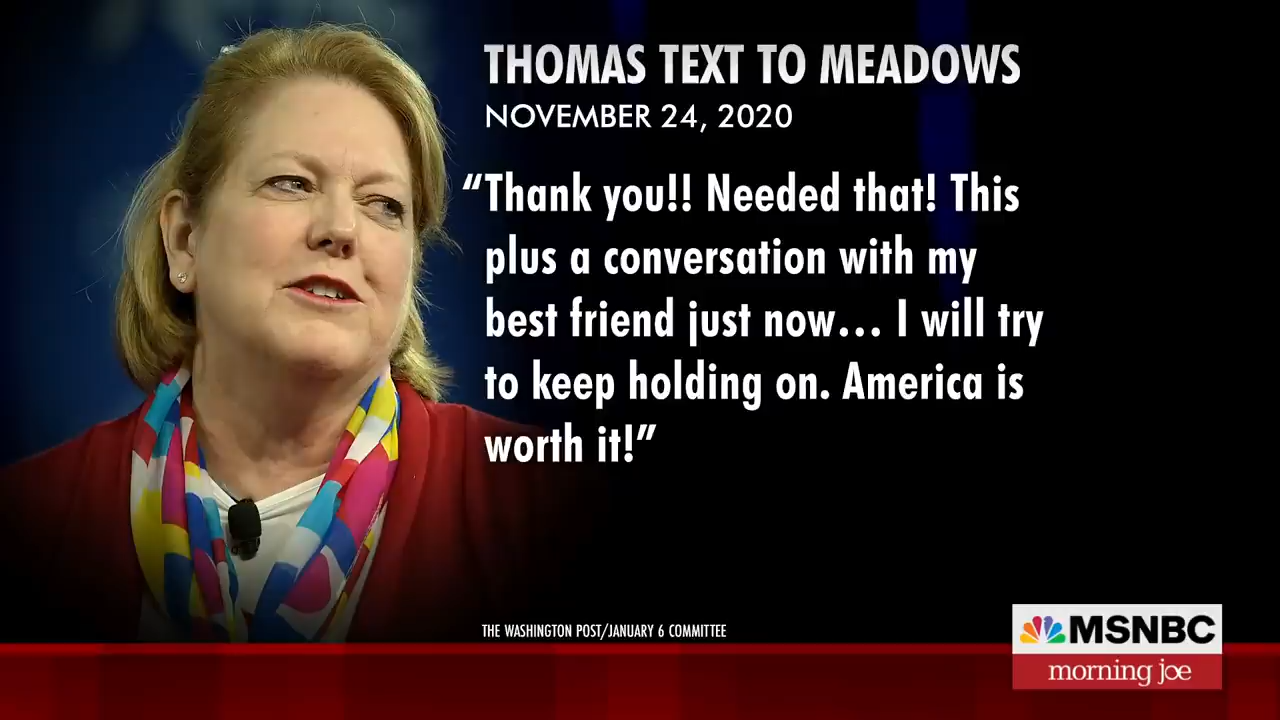 THOMAS TEXT TO MEADOWS
NOVEMBER 24, 2020
“Thank you!! Needed that! This
plus a conversation with my
best friend just now... I will try
to keep holding on. America is
worth it!”
THE WASHINGTON POST/JANUARY 6 COMMITTEE
MSNBC
morning joe